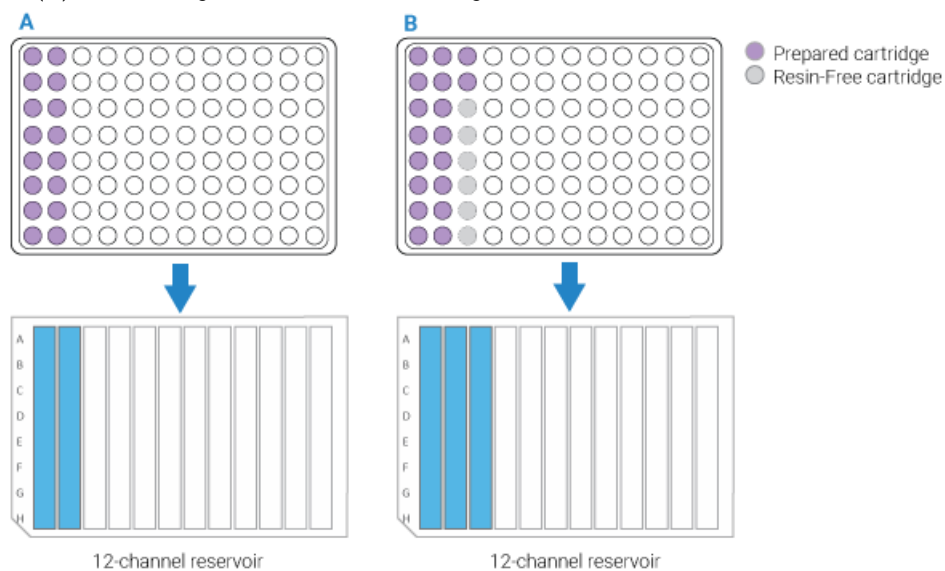 A
B
Prepared cartridge
Resin-Free cartridge
A
B
C
D
E
F
G
H
12-channel reservoir
A
B
C
D
E
F
G
H
12-channel reservoir